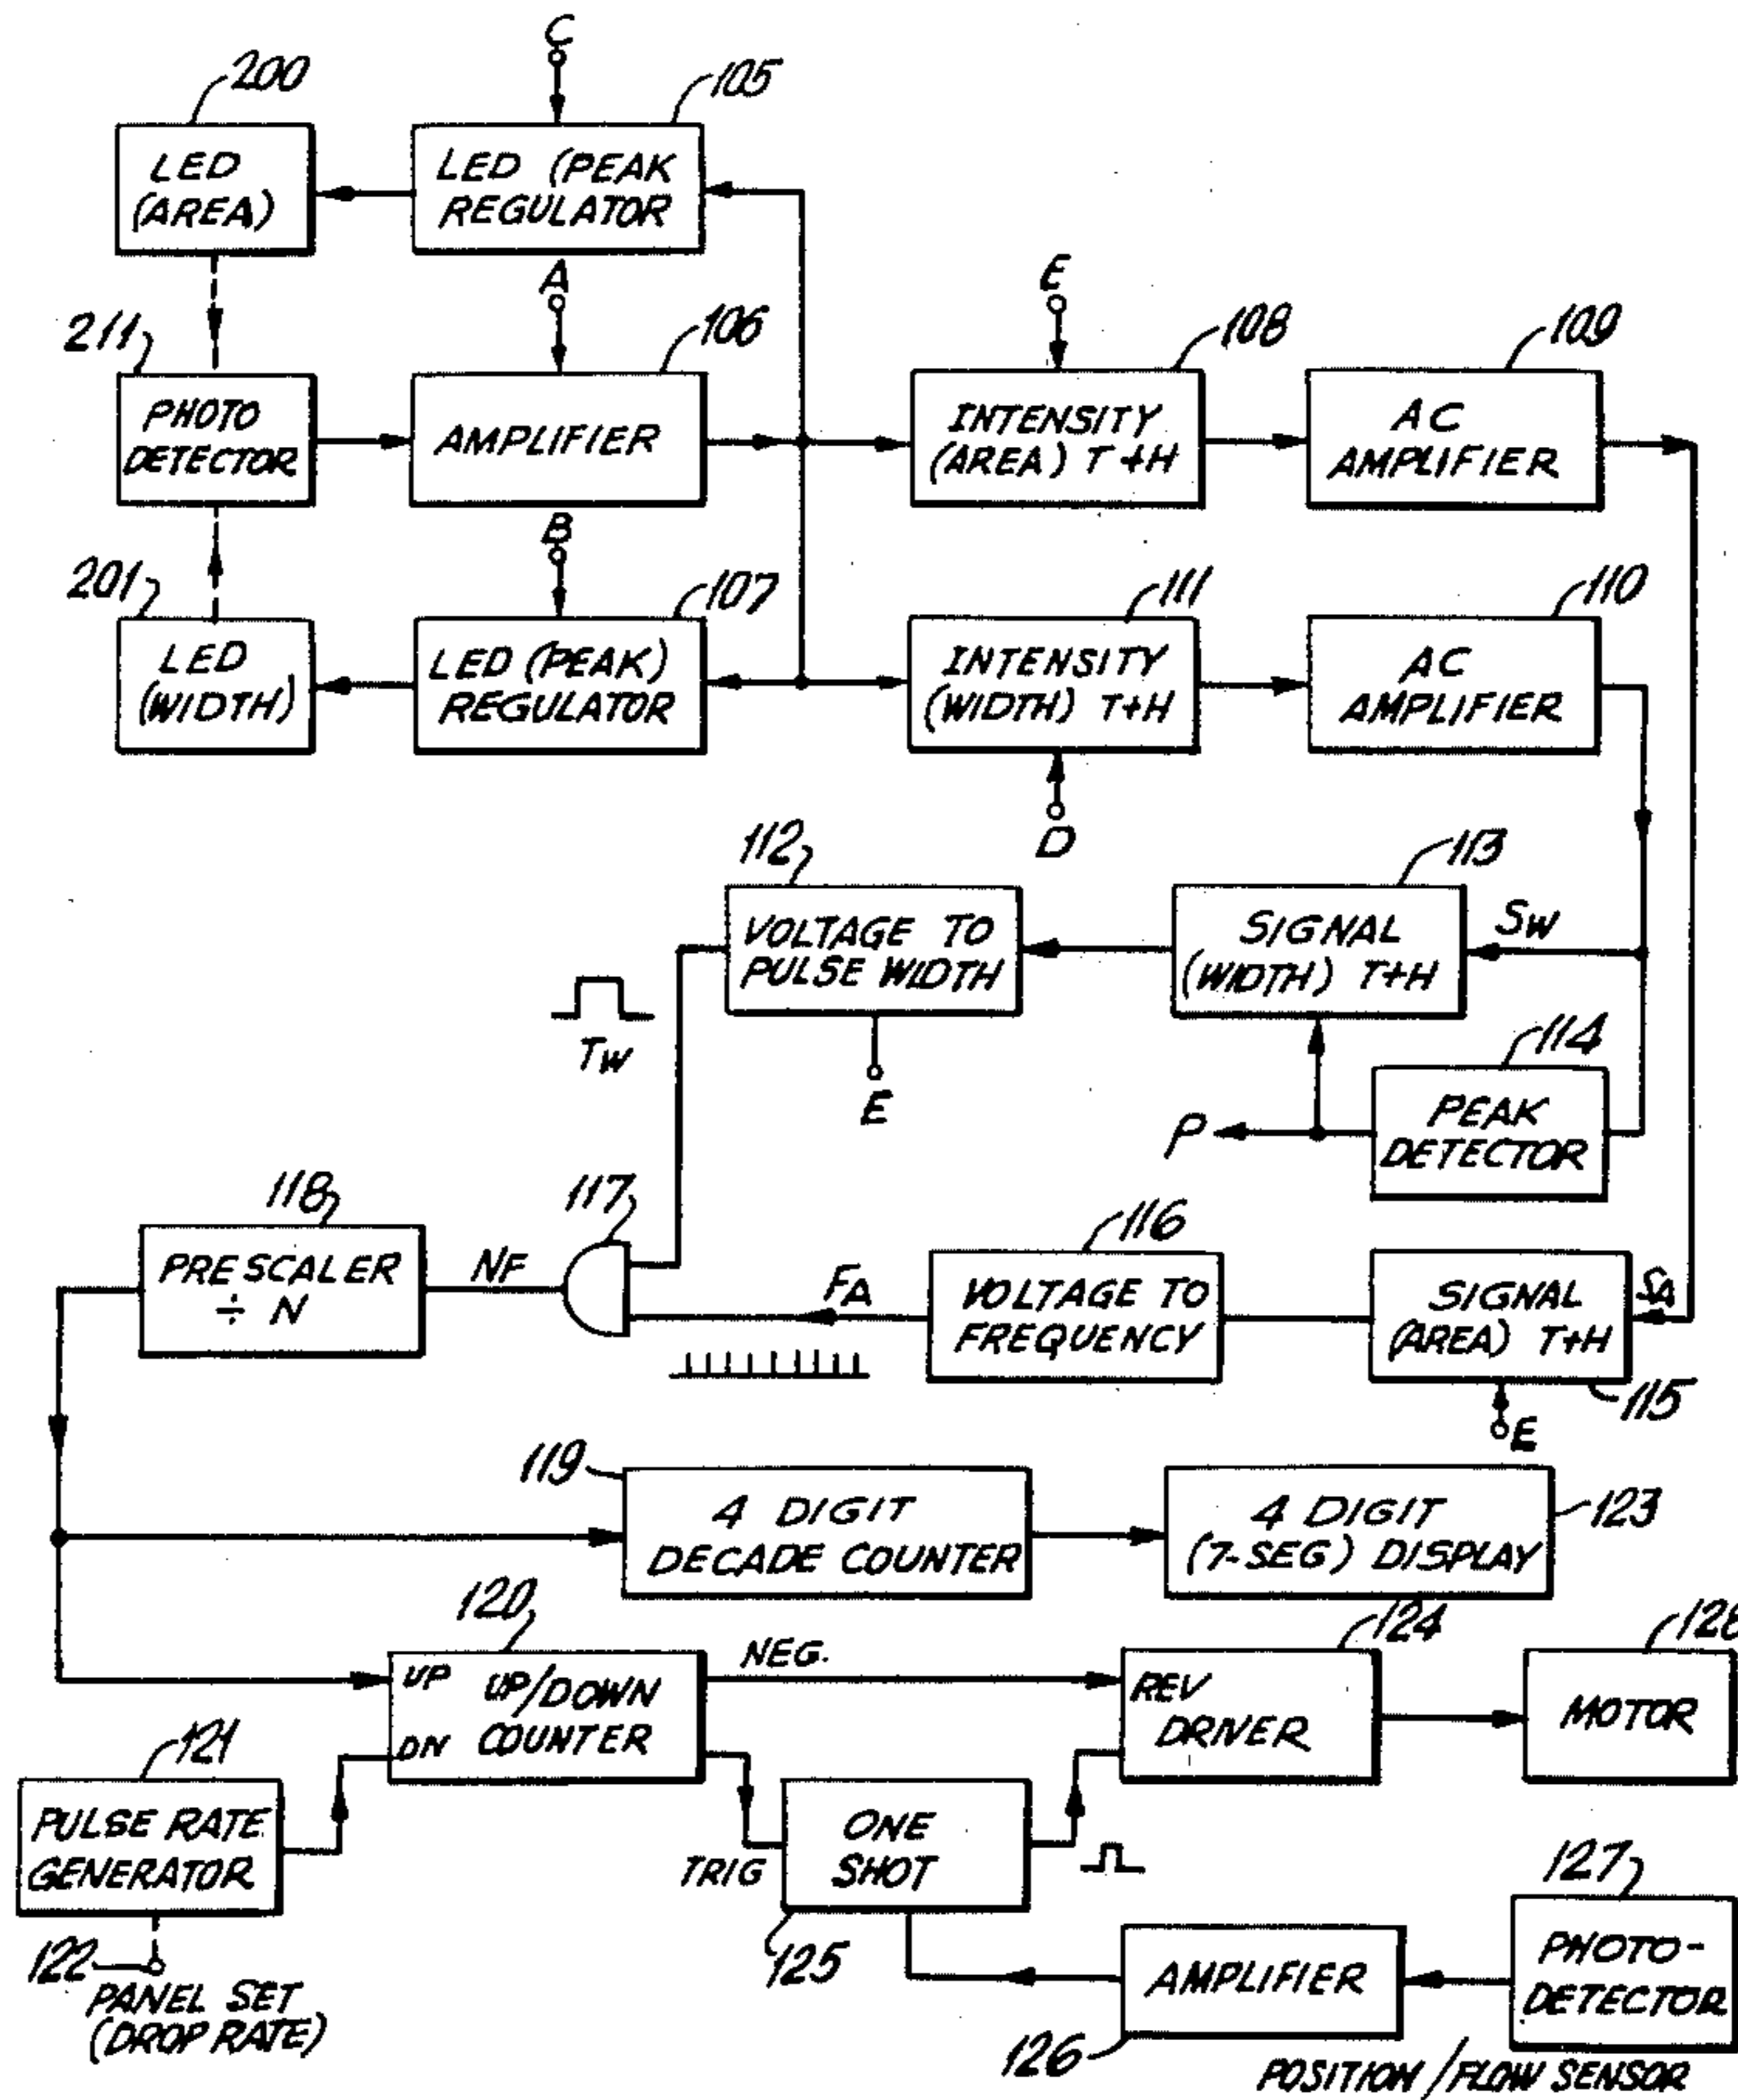 C
200
105
LED
(AREA)
LED (PEAK
REGULATOR
A
E
211
106
108
109
PHOTO
DETECTOR
AMPLIFIER
INTENSITY
(AREA) T+H
AC
AMPLIFIER
B
201
107
111
110
LED
(WIDTH)
LED (PEAK)
REGULATOR
INTENSITY
(WIDTH) T+H
AC
AMPLIFIER
D
112
113
VOLTAGE TO
PULSE WIDTH
SIGNAL
(WIDTH) T+H
SW
TW
E
114
P
PEAK
DETECTOR
118
117
116
PRESCALER
÷ N
NF
FA
VOLTAGE TO
FREQUENCY
SIGNAL
(AREA) T+H
SA
115
E
119
4 DIGIT
DECADE COUNTER
4 DIGIT
(7-SEG) DISPLAY
123
120
124
128
UP
UP/DOWN
COUNTER
DN
NEG.
REV
DRIVER
MOTOR
121
PULSE RATE
GENERATOR
TRIG
ONE
SHOT
127
122
PANEL SET
(DROP RATE)
125
AMPLIFIER
126
PHOTO-
DETECTOR
POSITION/FLOW SENSOR